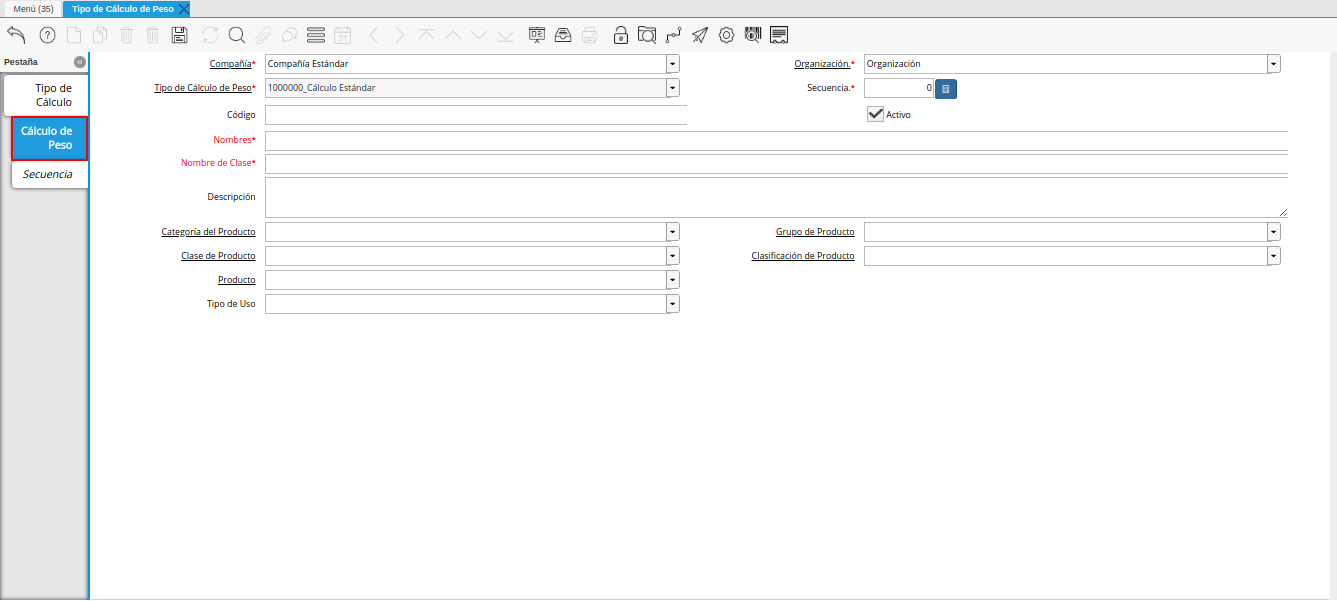 Menú (35) Tipo de Cálculo de Peso
Pestaña
Tipo de
Cálculo
Cálculo de
Peso
Secuencia
Compañía* Compañía Estándar Organización.* Organización
Tipo de Cálculo de Peso* 1000000_Cálculo Estándar Secuencia.* 0
Código Activo
Nombres*
Nombre de Clase*
Descripción
Categoría del Producto Grupo de Producto
Clase de Producto Clasificación de Producto
Producto
Tipo de Uso